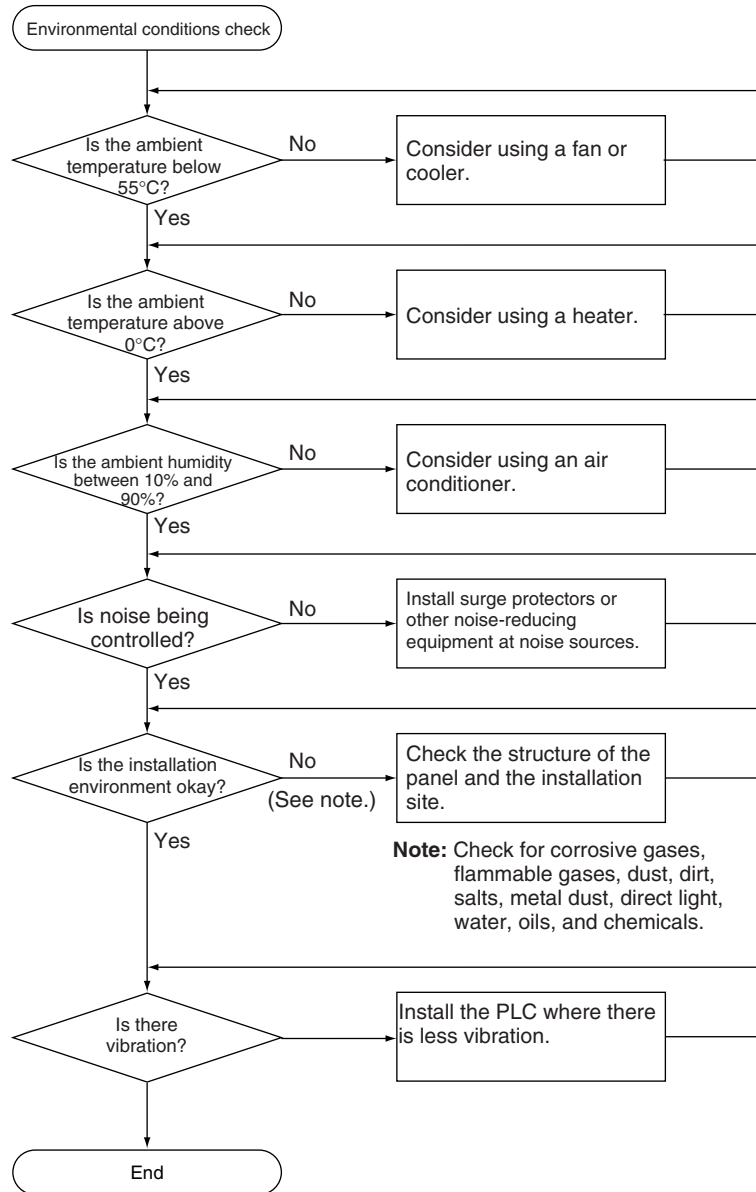 Environmental conditions check
Is the ambient
temperature below
55°C?
No
Consider using a fan or
cooler.
Yes
Is the ambient
temperature above
0°C?
No
Consider using a heater.
Yes
Is the ambient humidity
between 10% and
90%?
No
Consider using an air
conditioner.
Yes
Is noise being
controlled?
No
Install surge protectors or
other noise-reducing
equipment at noise sources.
Yes
Is the installation
environment okay?
No
(See note.)
Check the structure of the
panel and the installation
site.
Yes
Note: Check for corrosive gases,
flammable gases, dust, dirt,
salts, metal dust, direct light,
water, oils, and chemicals.
Is there
vibration?
Install the PLC where there
is less vibration.
End